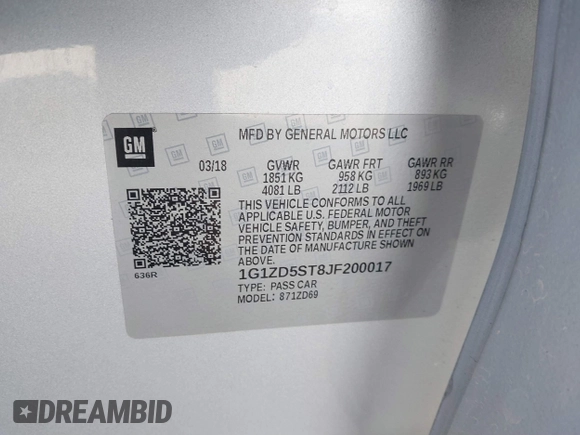 GM
MFD BY GENERAL MOTORS LLC
03/18 GVWR GAWR FRT GAWR RR
1851 KG 958 KG 893 KG
4081 LB 2112 LB 1969 LB
THIS VEHICLE CONFORMS TO ALL
APPLICABLE U.S. FEDERAL MOTOR
VEHICLE SAFETY, BUMPER, AND THEFT
PREVENTION STANDARDS IN EFFECT ON
THE DATE OF MANUFACTURE SHOWN
ABOVE.
636R
1G1ZD5ST8JF200017
TYPE: PASS CAR
MODEL: 871ZD69
DREAMBID